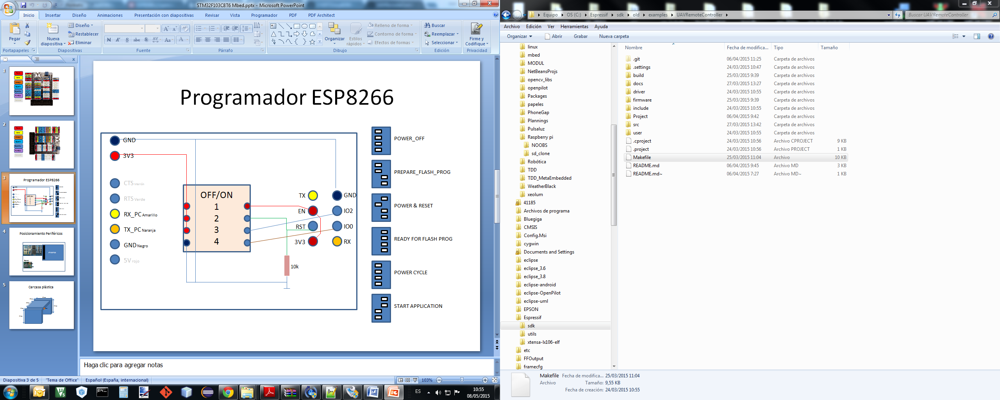 STM32F103C8T6 Mbed.pptx - Microsoft PowerPoint
Inicio Insertar Diseño Animaciones Presentación con diapositivas Revisar Vista Programador PDF PDF Architect
Pegar
Nueva diapositiva
Diseño
Restablecer
Eliminar
N K S abc S AV Aa A
Organizar
Estilos rápidos
Relleno de forma
Contorno de forma
Efectos de formas
Buscar
Reemplazar
Seleccionar
Firme y Codifique
Portapapeles Diapositivas Fuente Párrafo Dibujo Edición Privacidad
1
2
3
Programador ESP8266
4
Posicionamiento Periféricos
5
Carcasa plástica
Programador ESP8266
GND
3V3
CTS Marrón
RTS Verde
RX_PC Amarillo
TX_PC Naranja
GND Negro
5V rojo
OFF/ON
1
2
3
4
TX GND
EN IO2
RST IO0
3V3 RX
10k
POWER_OFF
PREPARE_FLASH_PROG
POWER & RESET
READY FOR FLASH PROG
POWER CYCLE
START APPLICATION
Haga clic para agregar notas
Diapositiva 3 de 5 "Tema de Office" Español (España, internacional) 103%
ES 10:55
08/05/2015
Equipo OS (C:) Espressif sdk old examples UAVRemoteController
Buscar UAVRemoteController
Archivo Edición Ver Herramientas Ayuda
Organizar Abrir Grabar Nueva carpeta
linux
mbed
MODUL
NetBeansProjs
opencv_libs
openpilot
Packages
papeles
PhoneGap
Plannings
Pulsaluz
Raspberry pi
NOOBS
sd_clone
Robótica
TDD
TDD_MetaEmbedded
WeatherBlack
xeolum
41185
Archivos de programa
Bluegiga
CMSIS
Config.Msi
cygwin
Documents and Settings
eclipse
eclipse_3.6
eclipse_3.8
eclipse-android
eclipse-OpenPilot
eclipse-uml
EPSON
Espressif
sdk
utils
xtensa-lx106-elf
etc
FFOutput
framecfg
Nombre Fecha de modifica... Tipo Tamaño
.git 06/04/2015 11:25 Carpeta de archivos
.settings 24/03/2015 10:47 Carpeta de archivos
build 25/03/2015 9:39 Carpeta de archivos
docs 27/03/2015 13:27 Carpeta de archivos
driver 24/03/2015 10:55 Carpeta de archivos
firmware 25/03/2015 9:39 Carpeta de archivos
include 24/03/2015 10:55 Carpeta de archivos
Project 06/04/2015 9:42 Carpeta de archivos
src 27/03/2015 13:42 Carpeta de archivos
user 24/03/2015 10:55 Carpeta de archivos
.cproject 24/03/2015 10:56 Archivo CPROJECT 9 KB
.project 24/03/2015 10:56 Archivo PROJECT 1 KB
Makefile 25/03/2015 11:04 Archivo 10 KB
README.md 06/04/2015 9:45 Archivo MD 3 KB
README.md~ 06/04/2015 7:27 Archivo MD~ 1 KB
Makefile Fecha de modifica... 25/03/2015 11:04
Archivo Tamaño: 9,55 KB
Fecha de creación: 24/03/2015 10:55